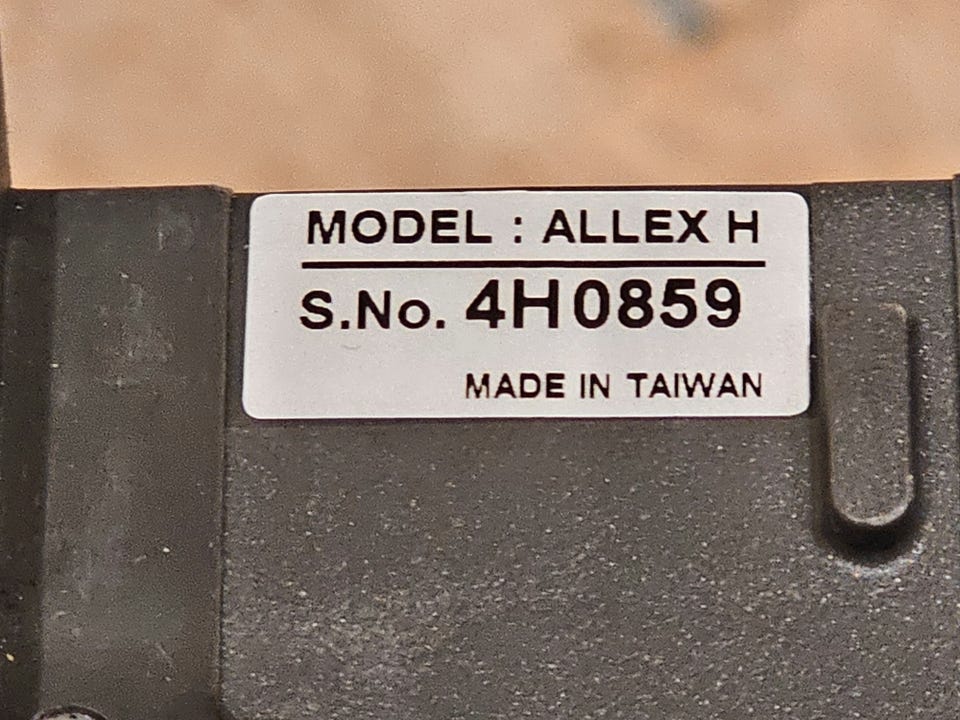 MODEL : ALLEX H
S.No. 4H0859
MADE IN TAIWAN